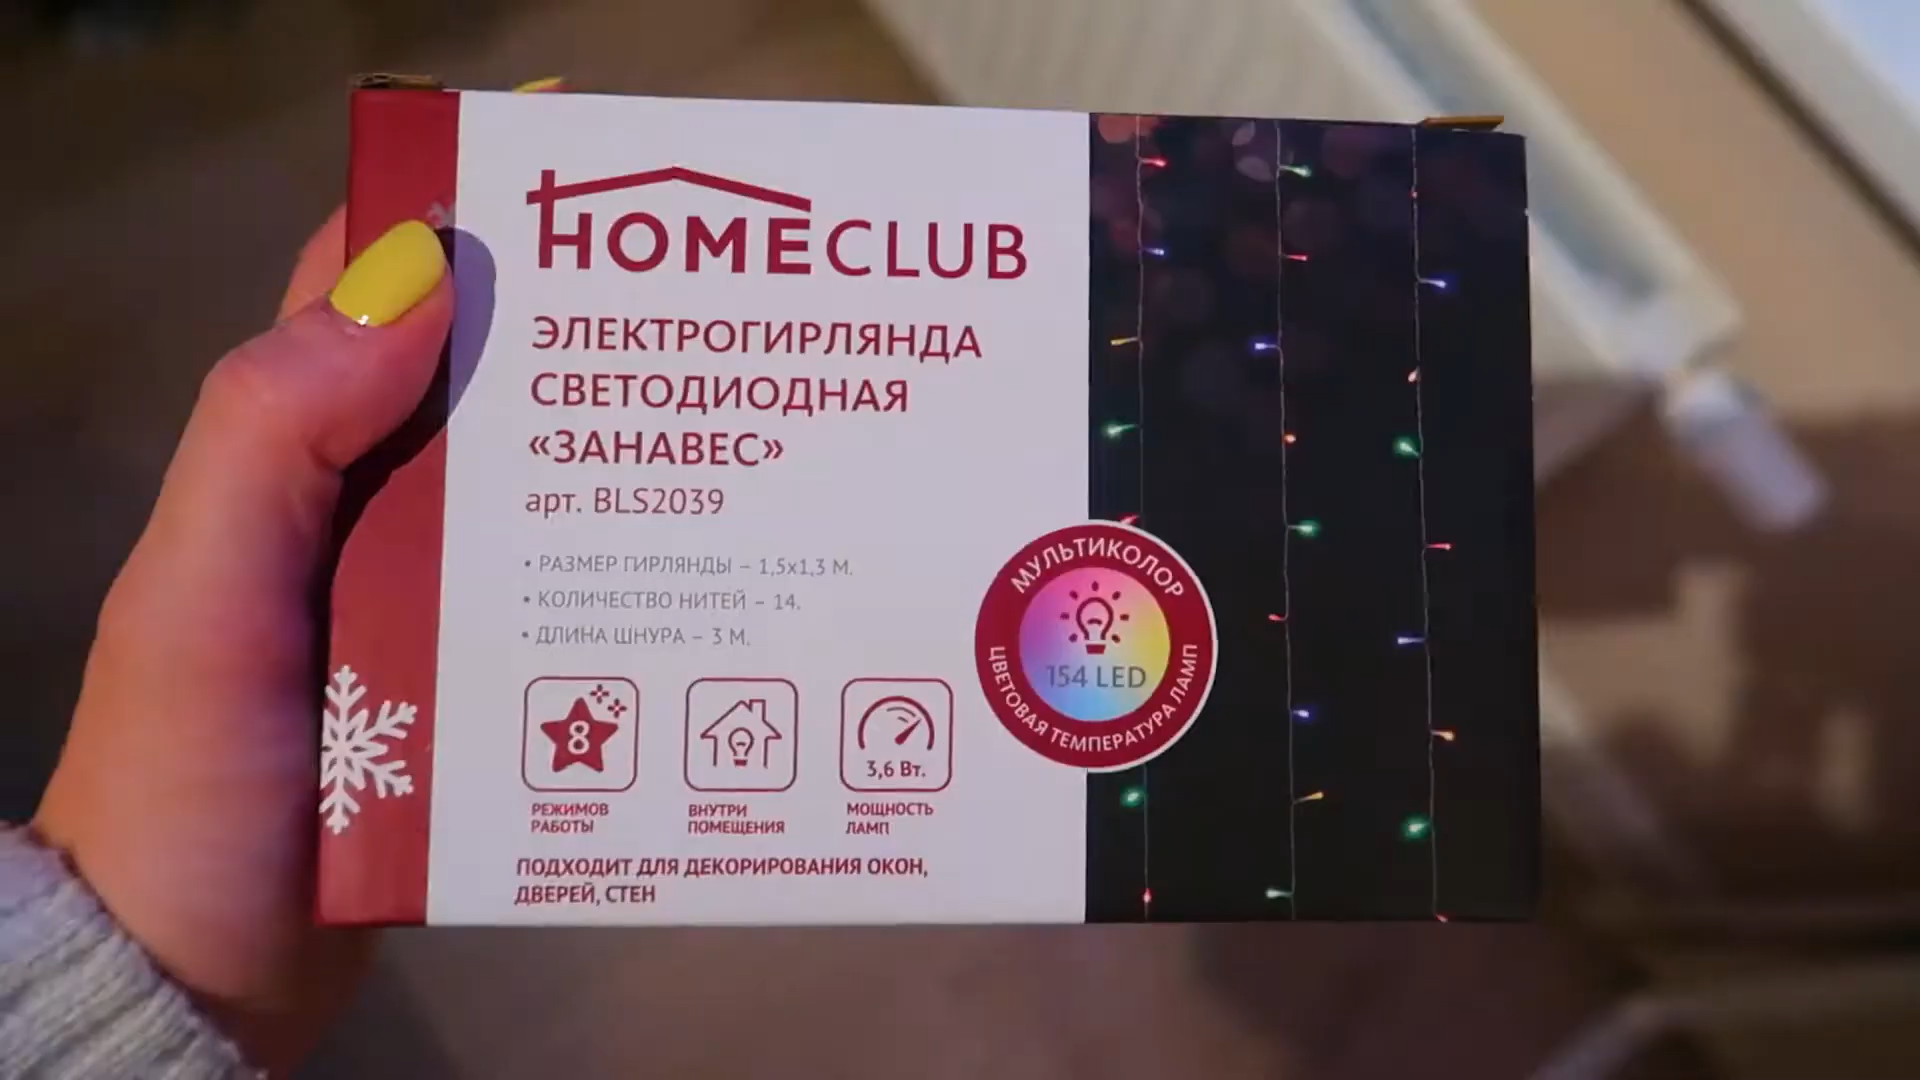 HOMECLUB
ЭЛЕКТРОГИРЛЯНДА
СВЕТОДИОДНАЯ
«ЗАНАВЕС»
арт. BLS2039
• РАЗМЕР ГИРЛЯНДЫ – 1,5х1,3 М.
• КОЛИЧЕСТВО НИТЕЙ – 14.
• ДЛИНА ШНУРА – 3 М.
МУЛЬТИКОЛОР
154 LED
ЦВЕТОВАЯ ТЕМПЕРАТУРА ЛАМП
8
3,6 Вт.
РЕЖИМОВ
РАБОТЫ
ВНУТРИ
ПОМЕЩЕНИЯ
МОЩНОСТЬ
ЛАМП
ПОДХОДИТ ДЛЯ ДЕКОРИРОВАНИЯ ОКОН,
ДВЕРЕЙ, СТЕН